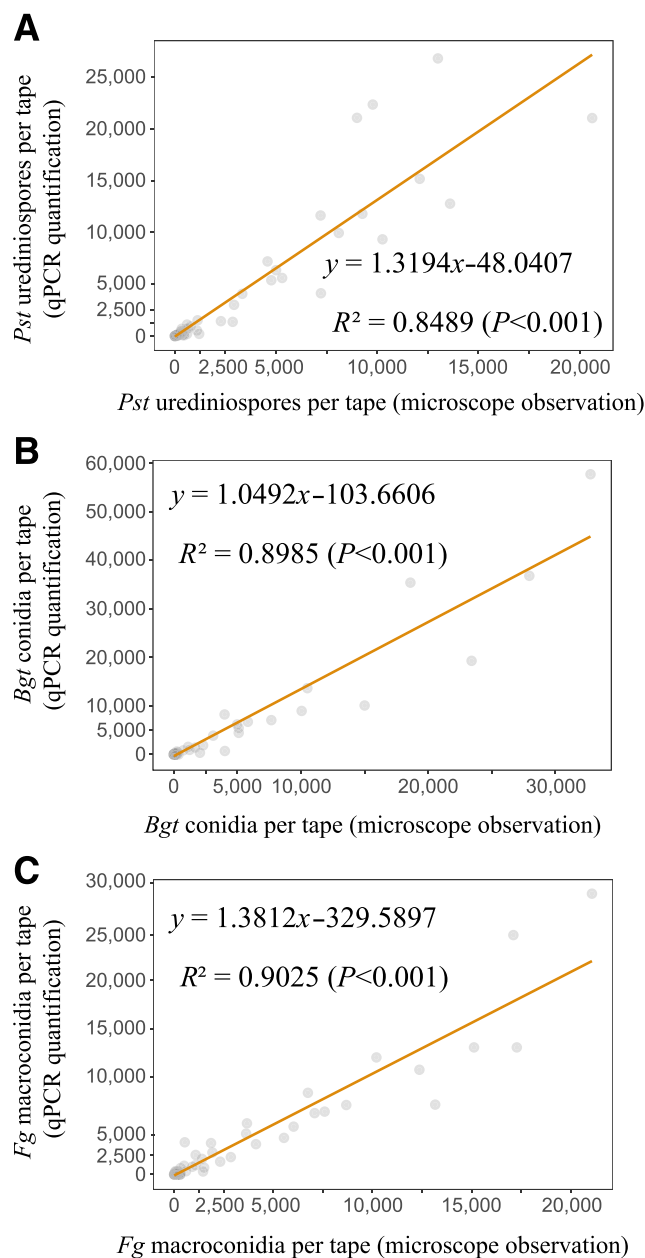 A
Pst urediniospores per tape
(qPCR quantification)
25,000
20,000
15,000
10,000
5,000
2,500
0
y = 1.3194x−48.0407
R² = 0.8489 (P<0.001)
0 2,500 5,000 10,000 15,000 20,000
Pst urediniospores per tape (microscope observation)
B
Bgt conidia per tape
(qPCR quantification)
60,000
50,000
40,000
30,000
20,000
10,000
5,000
0
y = 1.0492x−103.6606
R² = 0.8985 (P<0.001)
0 5,000 10,000 20,000 30,000
Bgt conidia per tape (microscope observation)
C
Fg macroconidia per tape
(qPCR quantification)
30,000
25,000
20,000
15,000
10,000
5,000
2,500
0
y = 1.3812x−329.5897
R² = 0.9025 (P<0.001)
0 2,500 5,000 10,000 15,000 20,000
Fg macroconidia per tape (microscope observation)